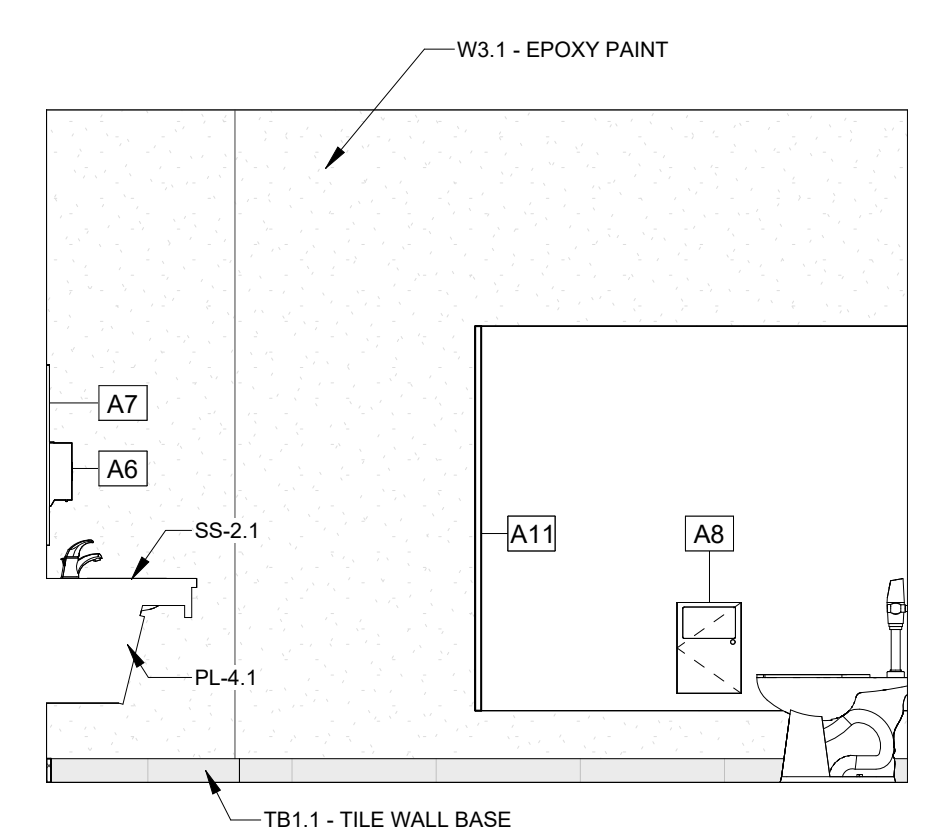 W3.1 - EPOXY PAINT
A7
A6
SS-2.1
A11
A8
PL-4.1
TB1.1 - TILE WALL BASE